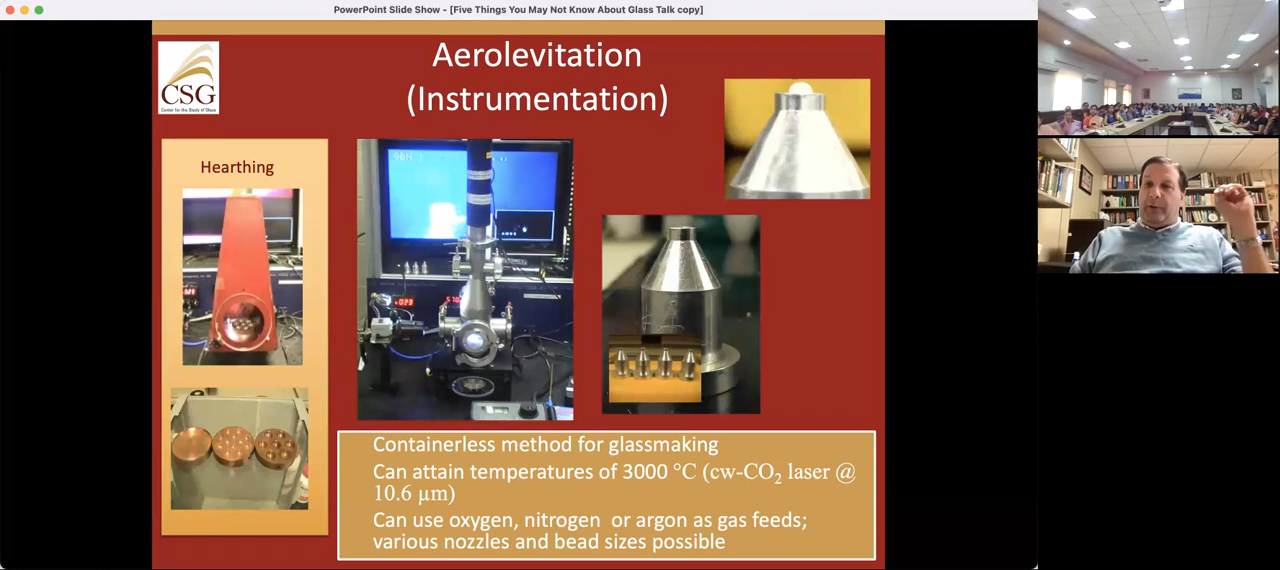 PowerPoint Slide Show - [Five Things You May Not Know About Glass Talk copy]
CSG
Center for the Study of Glass
Aerolevitation
(Instrumentation)
Hearthing
Containerless method for glassmaking
Can attain temperatures of 3000 °C (cw-CO₂ laser @
10.6 μm)
Can use oxygen, nitrogen or argon as gas feeds;
various nozzles and bead sizes possible